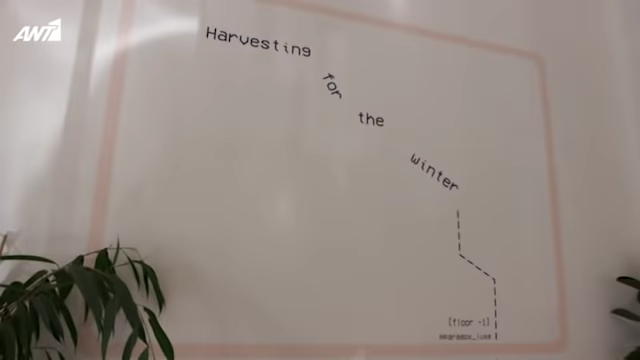 ANT1
Harvesting
for
the
winter
[floor -1]